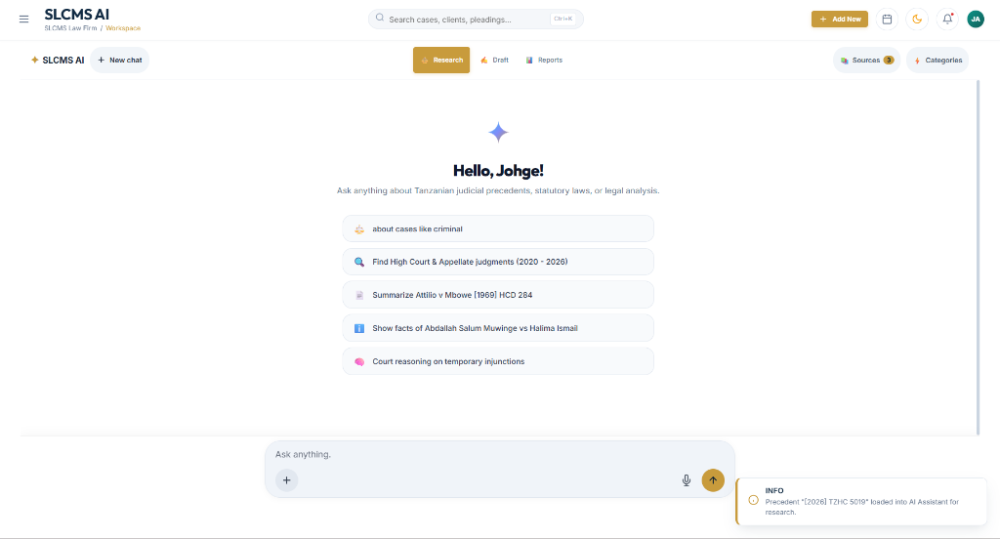 SLCMS AI
SLCMS Law Firm / Workspace
Search cases, clients, pleadings...
Ctrl+K
+ Add New
JA
SLCMS AI
+ New chat
Research
Draft
Reports
Sources 3
Categories
Hello, Johge!
Ask anything about Tanzanian judicial precedents, statutory laws, or legal analysis.
about cases like criminal
Find High Court & Appellate judgments (2020 - 2026)
Summarize Attilio v Mbowe [1969] HCD 284
Show facts of Abdallah Salum Muwinge vs Halima Ismail
Court reasoning on temporary injunctions
Ask anything.
INFO
Precedent "[2026] TZHC 5019" loaded into AI Assistant for
research.